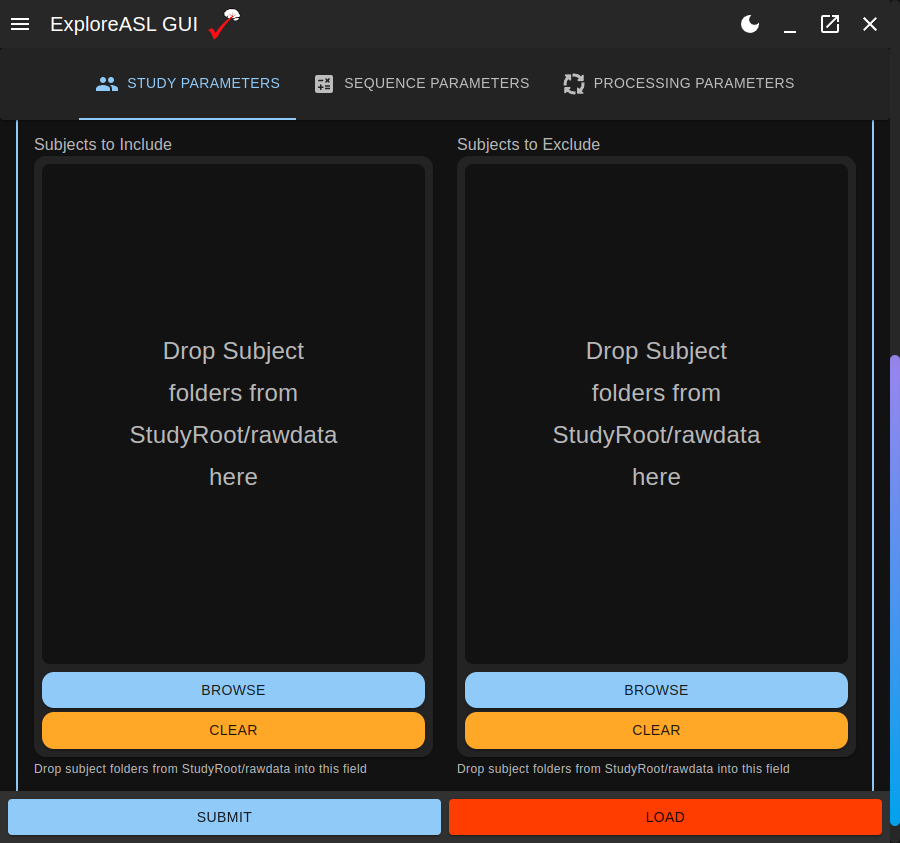 ExploreASL GUI
STUDY PARAMETERS
SEQUENCE PARAMETERS
PROCESSING PARAMETERS
Subjects to Include
Drop Subject
folders from
StudyRoot/rawdata
here
BROWSE
CLEAR
Drop subject folders from StudyRoot/rawdata into this field
Subjects to Exclude
Drop Subject
folders from
StudyRoot/rawdata
here
BROWSE
CLEAR
Drop subject folders from StudyRoot/rawdata into this field
SUBMIT
LOAD